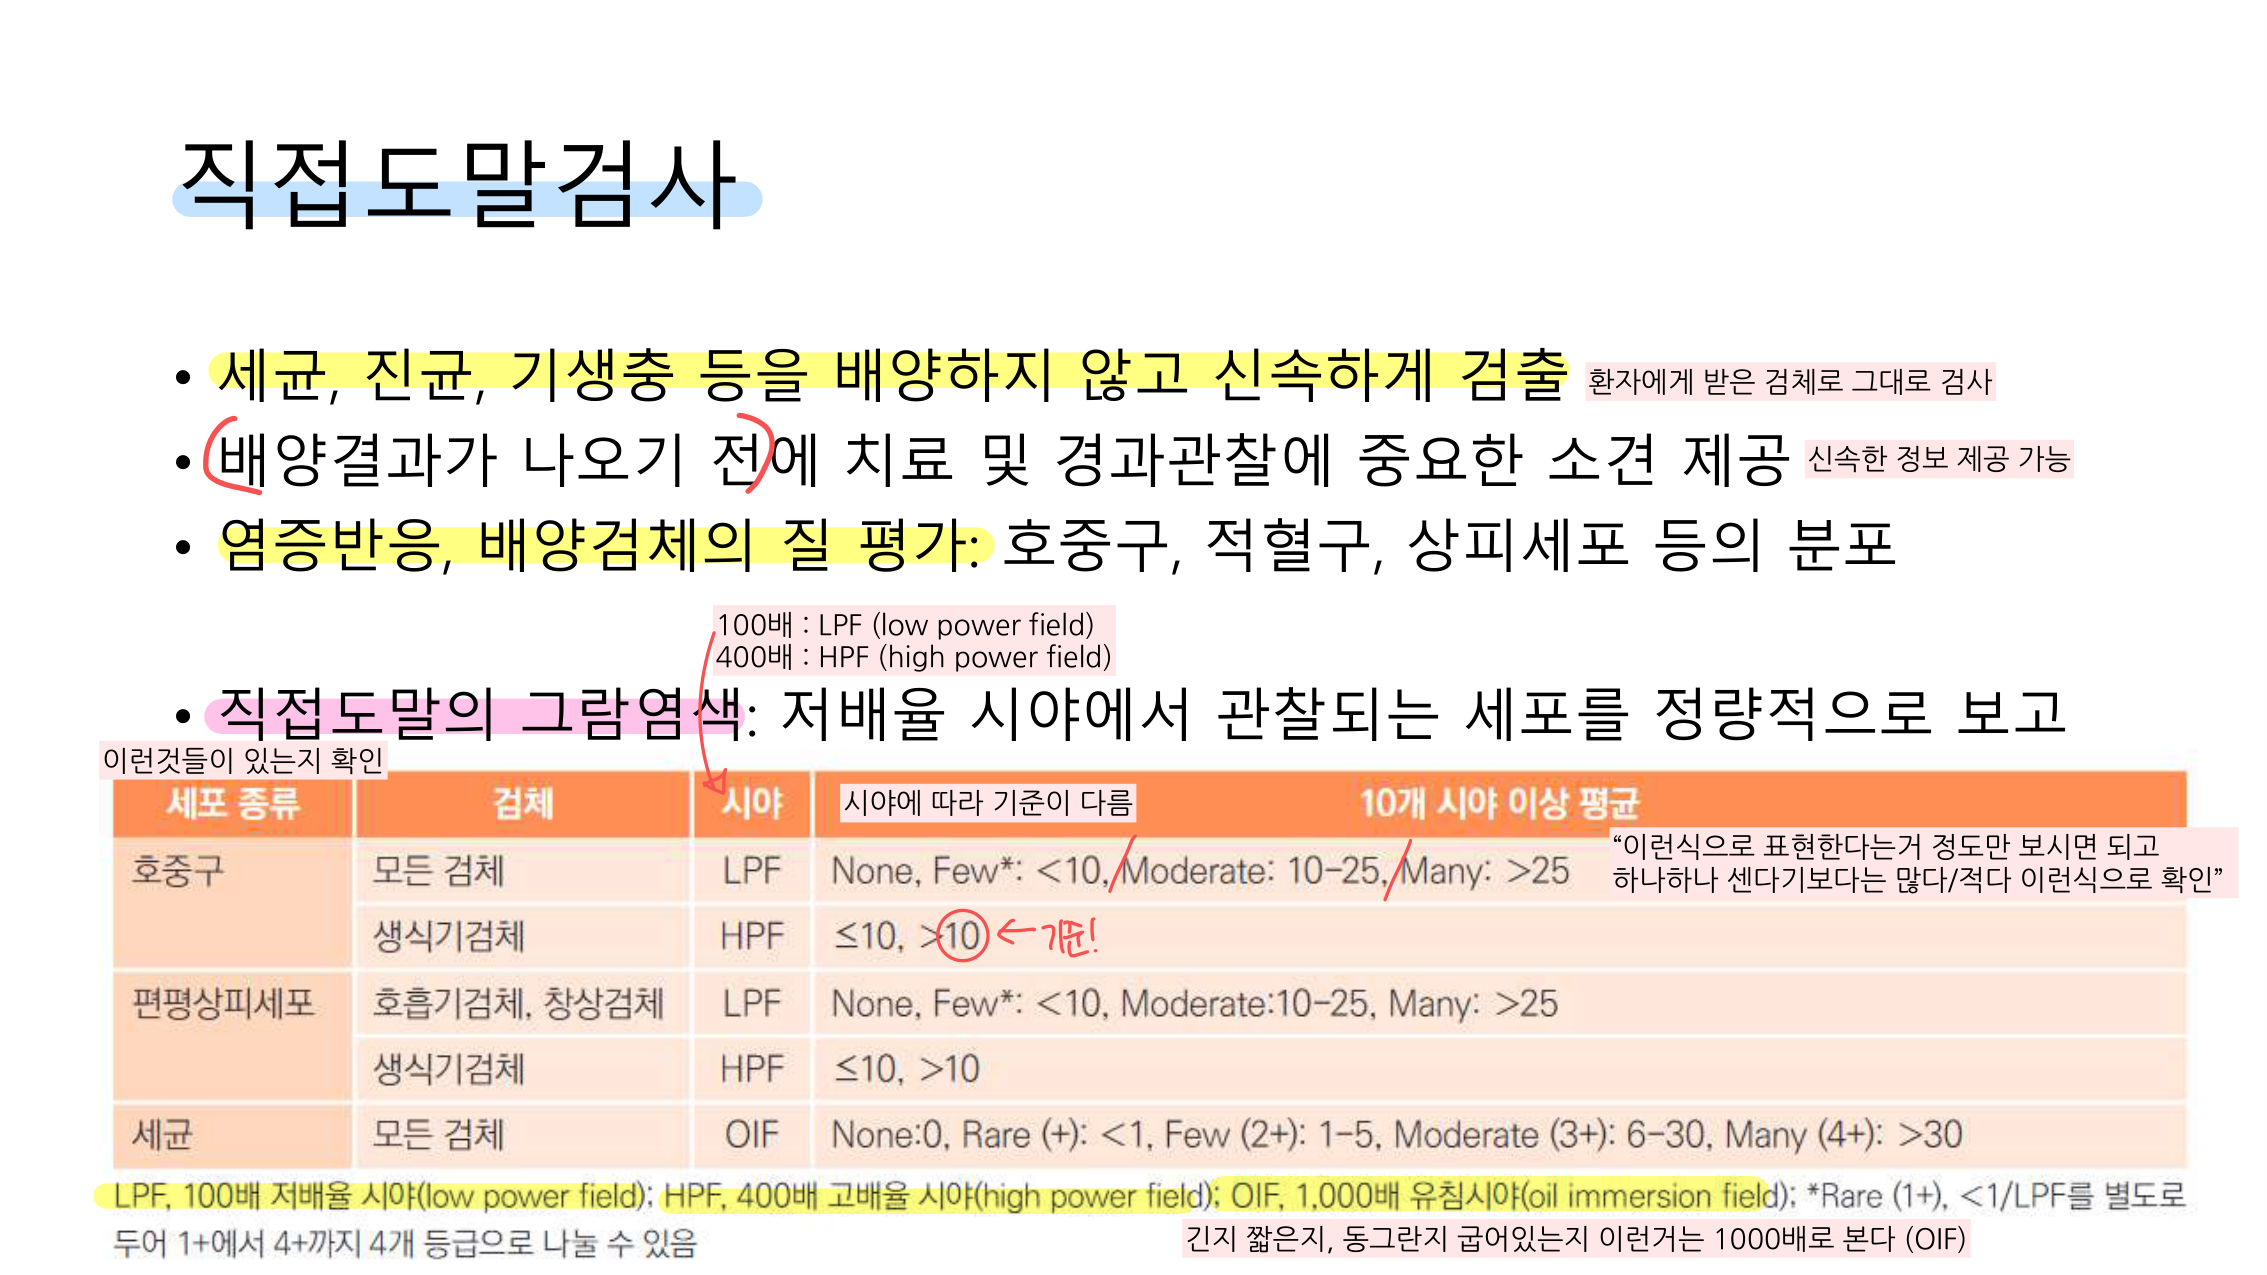 직접도말검사
• 세균, 진균, 기생충 등을 배양하지 않고 신속하게 검출 환자에게 받은 검체로 그대로 검사
• 배양결과가 나오기 전에 치료 및 경과관찰에 중요한 소견 제공 신속한 정보 제공 가능
• 염증반응, 배양검체의 질 평가: 호중구, 적혈구, 상피세포 등의 분포
100배 : LPF (low power field)
400배 : HPF (high power field)
• 직접도말의 그람염색: 저배율 시야에서 관찰되는 세포를 정량적으로 보고
이런것들이 있는지 확인
세포 종류 검체 시야 시야에 따라 기준이 다름 10개 시야 이상 평균
“이런식으로 표현한다는거 정도만 보시면 되고
하나하나 센다기보다는 많다/적다 이런식으로 확인”
호중구 모든 검체 LPF None, Few*: <10, Moderate: 10-25, Many: >25
생식기검체 HPF ≤10, >10 ← 기준!
편평상피세포 호흡기검체, 창상검체 LPF None, Few*: <10, Moderate:10-25, Many: >25
생식기검체 HPF ≤10, >10
세균 모든 검체 OIF None:0, Rare (+): <1, Few (2+): 1-5, Moderate (3+): 6-30, Many (4+): >30
LPF, 100배 저배율 시야(low power field); HPF, 400배 고배율 시야(high power field); OIF, 1,000배 유침시야(oil immersion field); *Rare (1+), <1/LPF를 별도로
두어 1+에서 4+까지 4개 등급으로 나눌 수 있음
긴지 짧은지, 동그란지 굽어있는지 이런거는 1000배로 본다 (OIF)